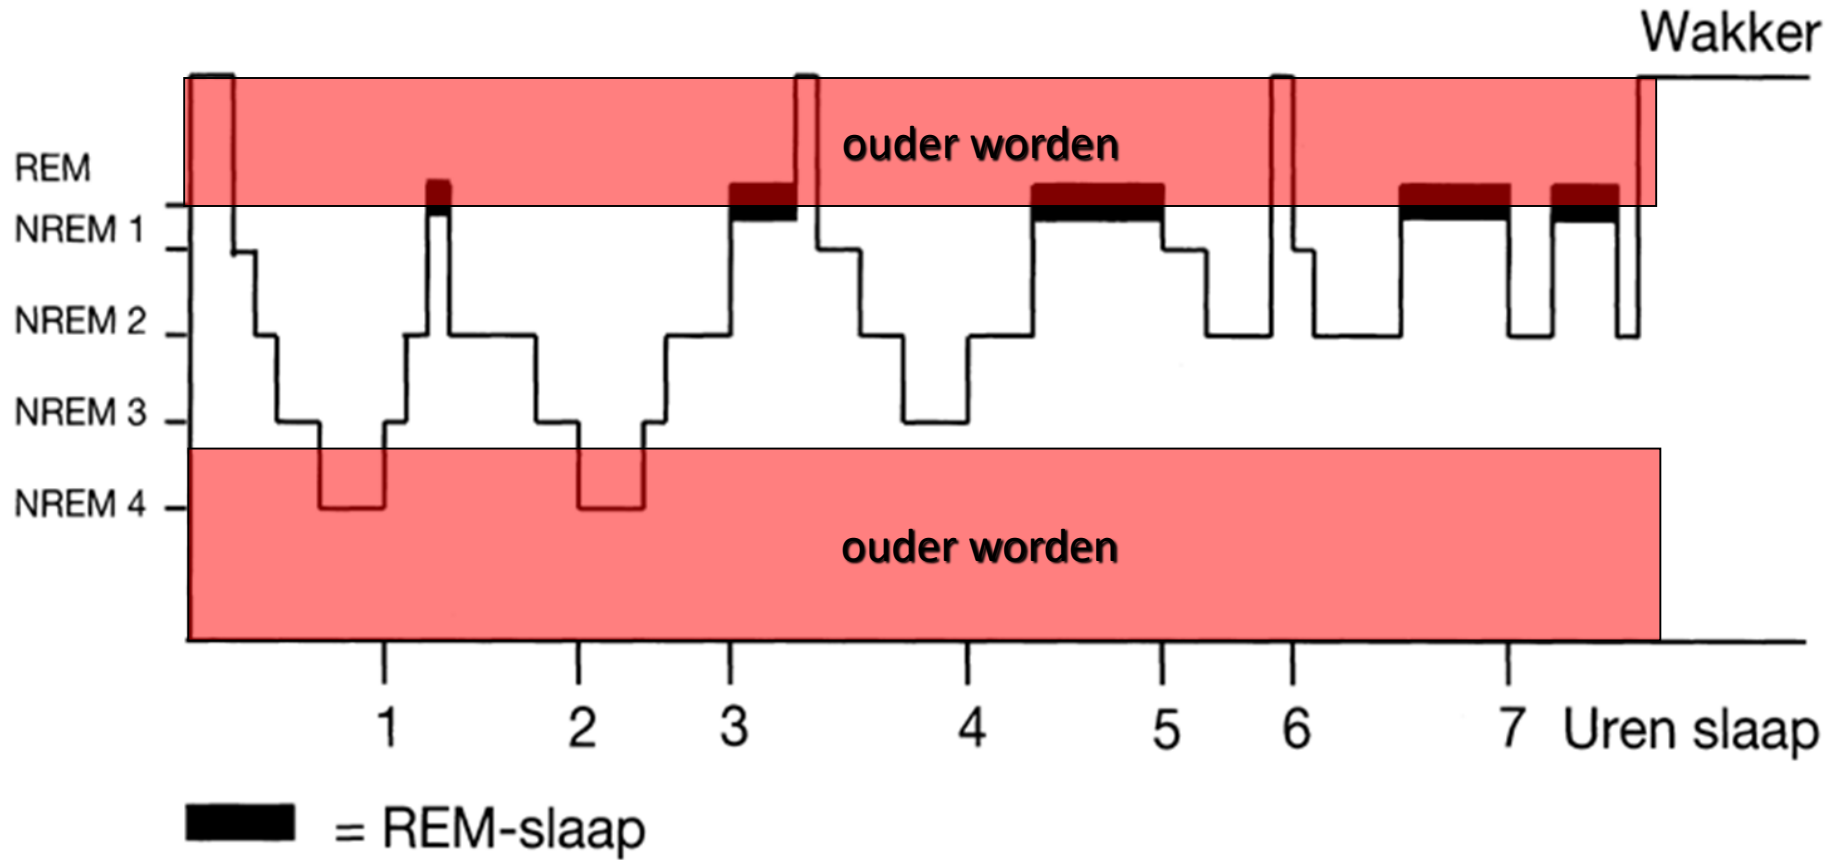 Wakker
ouder worden
REM
NREM 1
NREM 2
NREM 3
NREM 4
ouder worden
1 2 3 4 5 6 7 Uren slaap
= REM-slaap